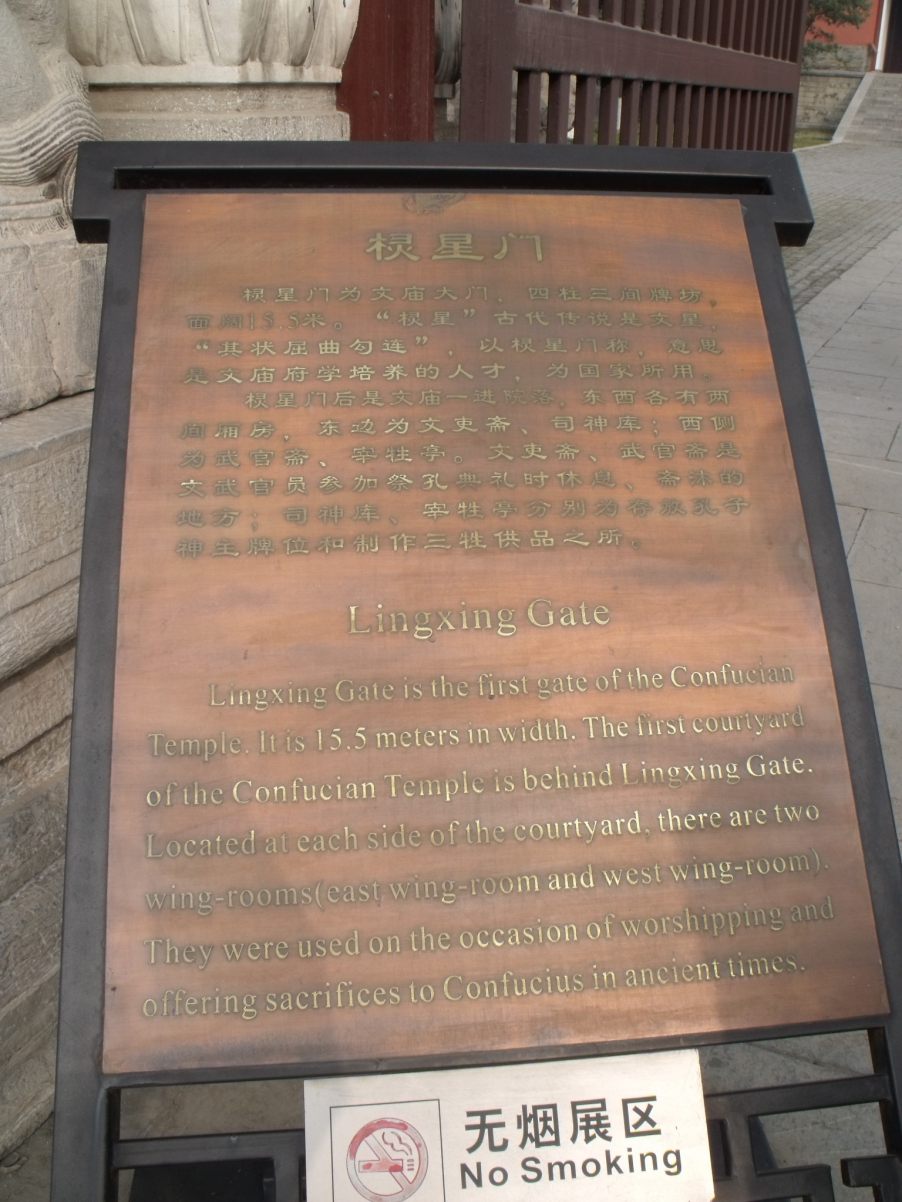 棂星门
棂星门为文庙大门，四柱三间牌坊，
面阔15.5米。“棂星”古代传说是文星，
“其状屈曲勾连”，以棂星门称，意思
是文庙府学培养的人才，为国家所用。
棂星门后是文庙一进院落，东西各有两
间厢房，东边为文吏斋、司神库；西侧
为武官斋、宰牲亭。文吏斋、武官斋是
文武官员参加祭孔典礼时休息、斋沐的
地方；司神库、宰牲亭分别为存放孔子
神主牌位和制作三牲供品之所。
Lingxing Gate
Lingxing Gate is the first gate of the Confucian
Temple. It is 15.5 meters in width. The first courtyard
of the Confucian Temple is behind Lingxing Gate.
Located at each side of the courtyard, there are two
wing-rooms(east wing-room and west wing-room).
They were used on the occasion of worshipping and
offering sacrifices to Confucius in ancient times.
无烟展区
No Smoking